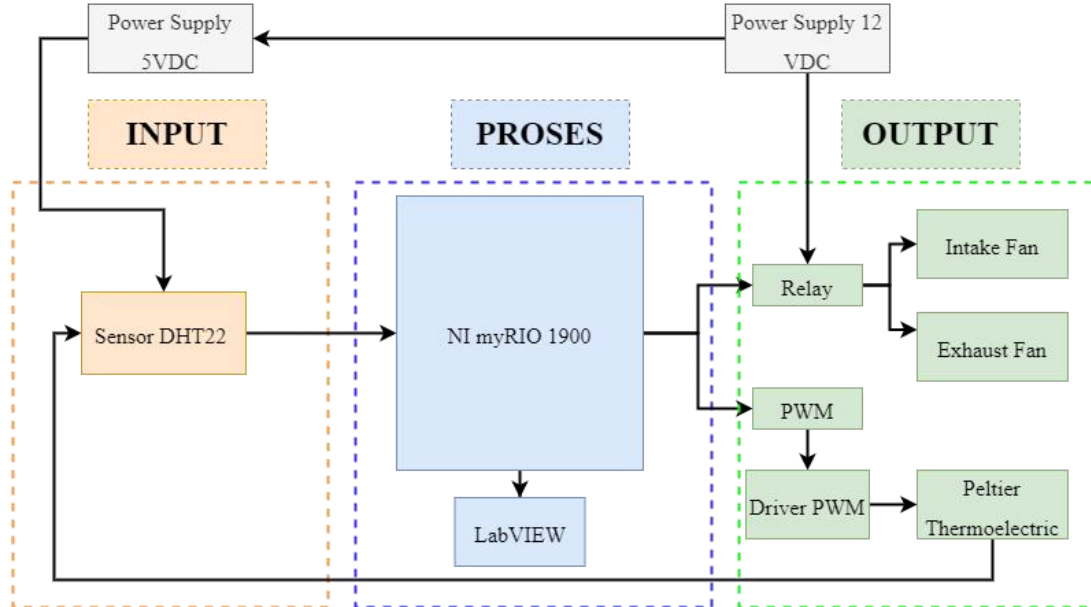 Power Supply
5VDC
Power Supply 12
VDC
INPUT
PROSES
OUTPUT
Sensor DHT22
NI myRIO 1900
LabVIEW
Relay
Intake Fan
Exhaust Fan
PWM
Driver PWM
Peltier
Thermoelectric